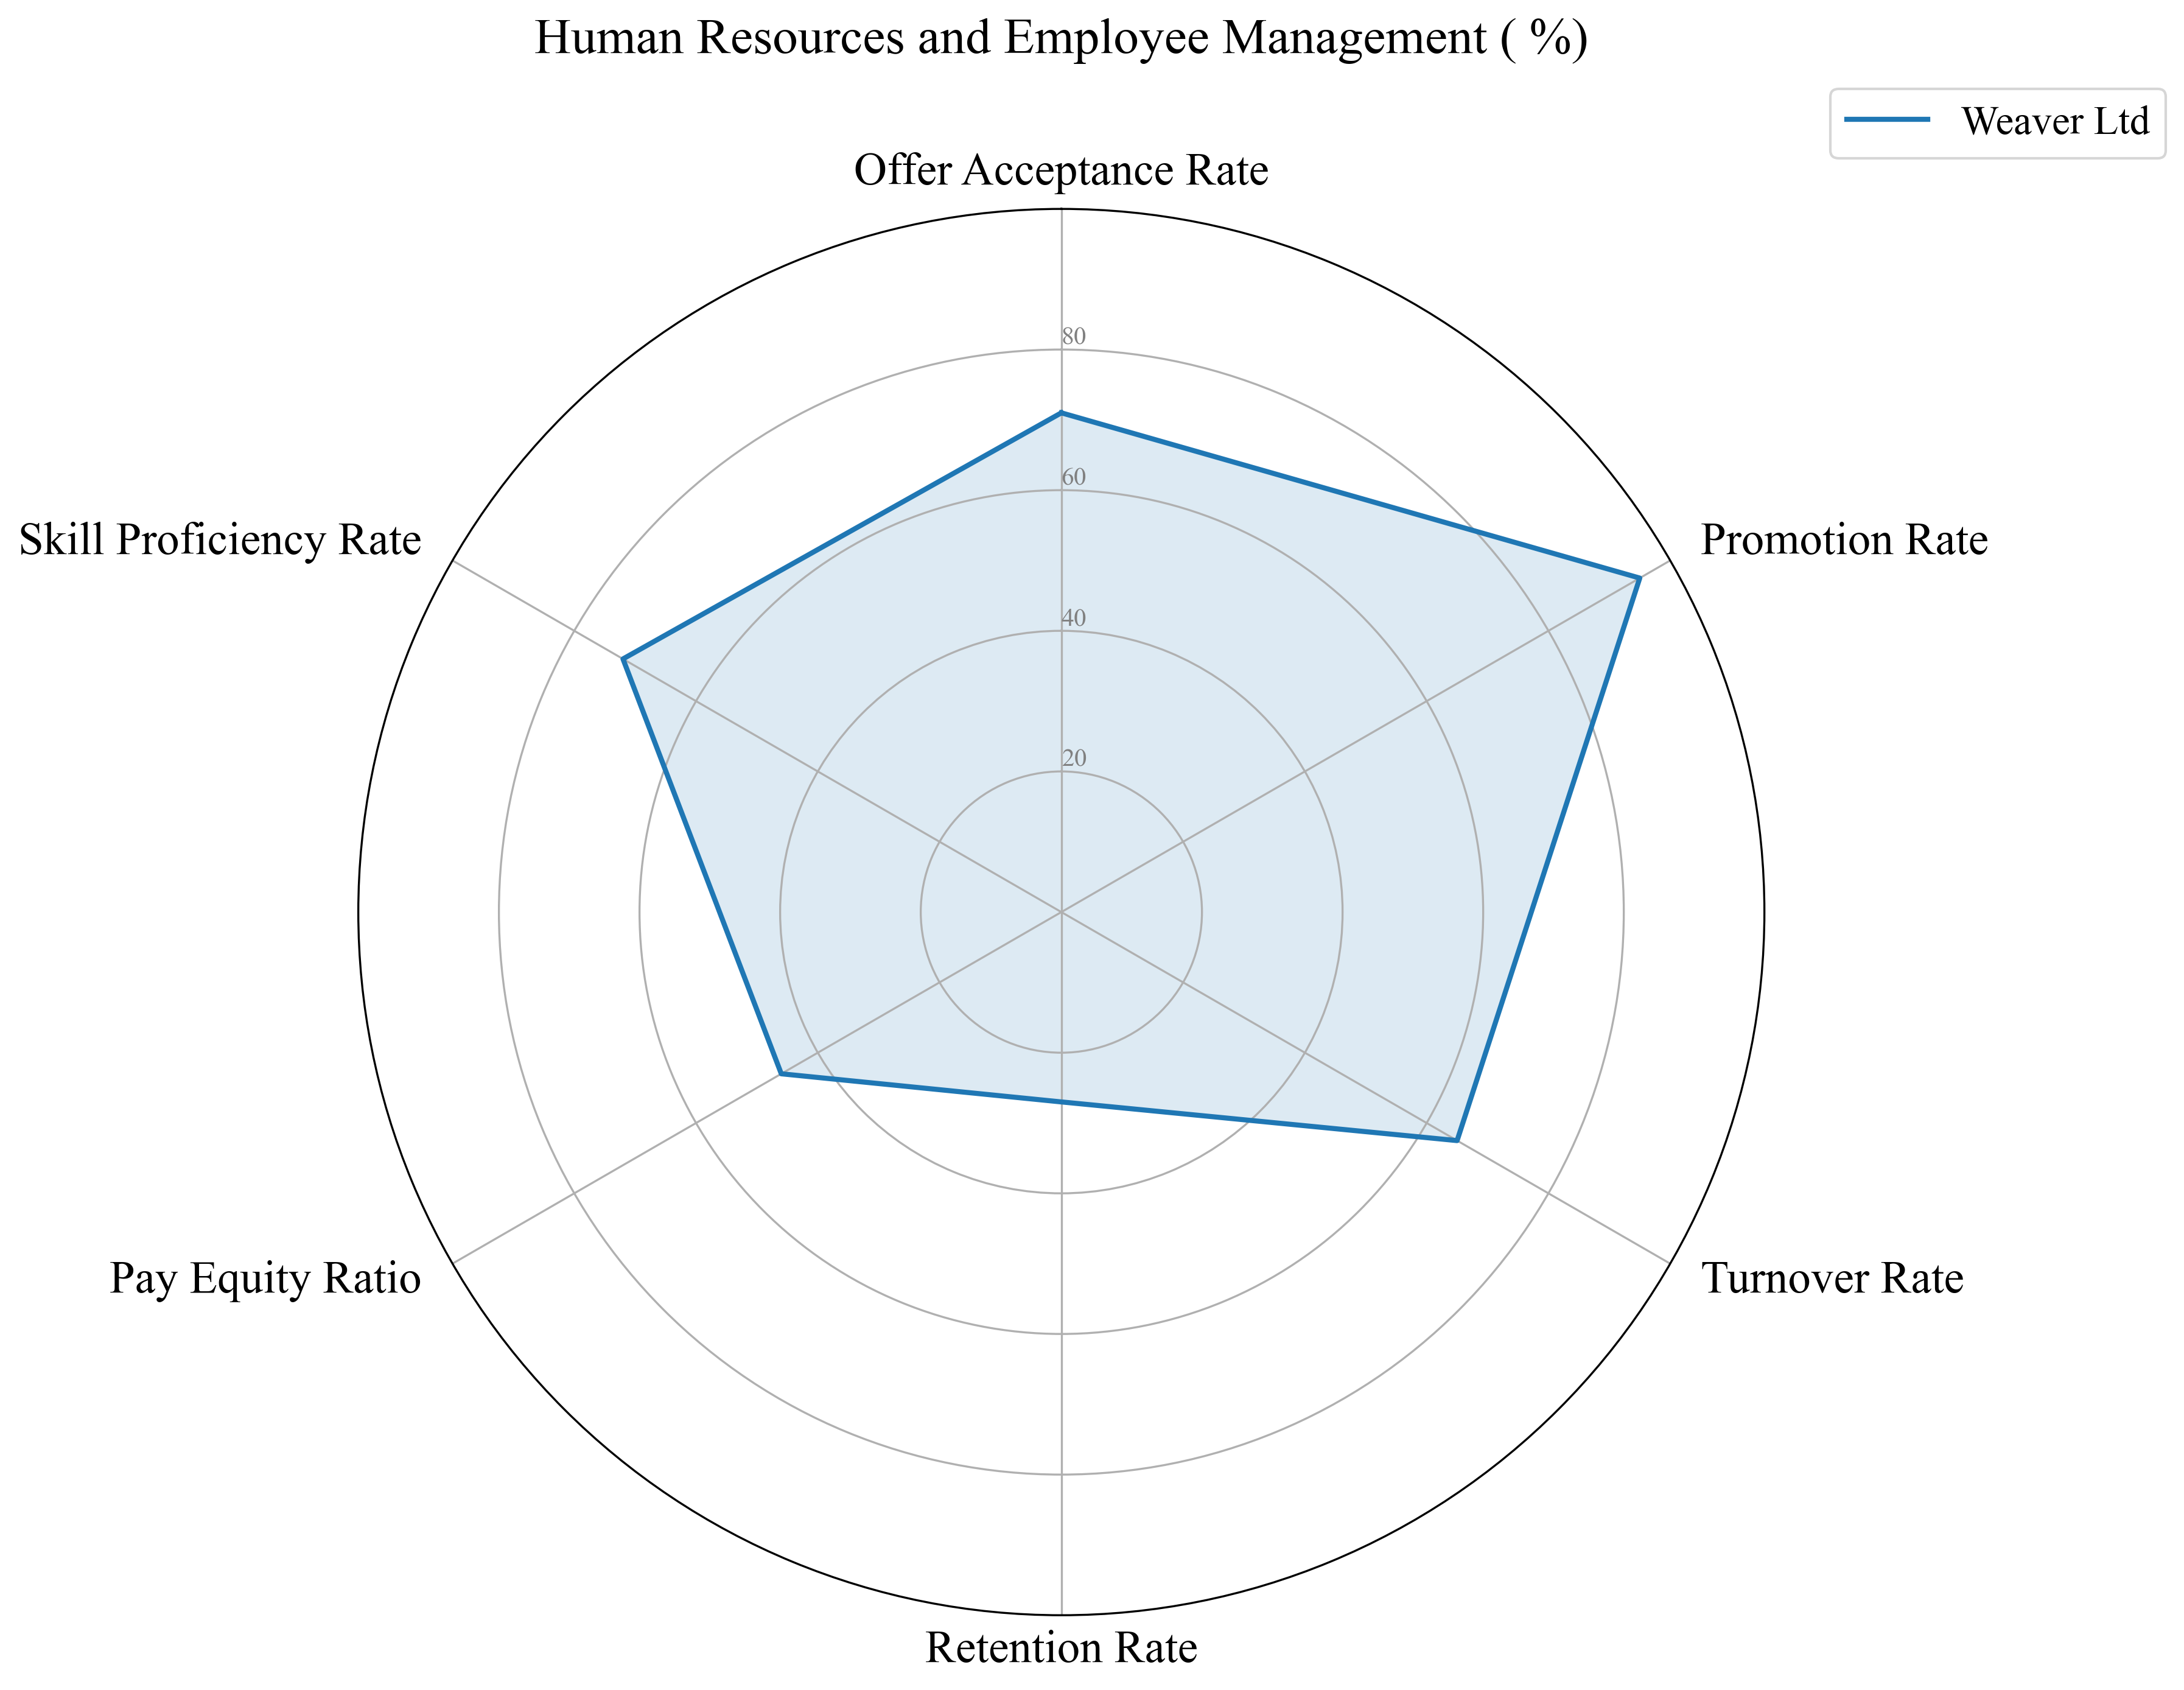 Human Resources and Employee Management ( %)
Weaver Ltd
Offer Acceptance Rate
80
Skill Proficiency Rate
60
Promotion Rate
40
20
Pay Equity Ratio
Turnover Rate
Retention Rate